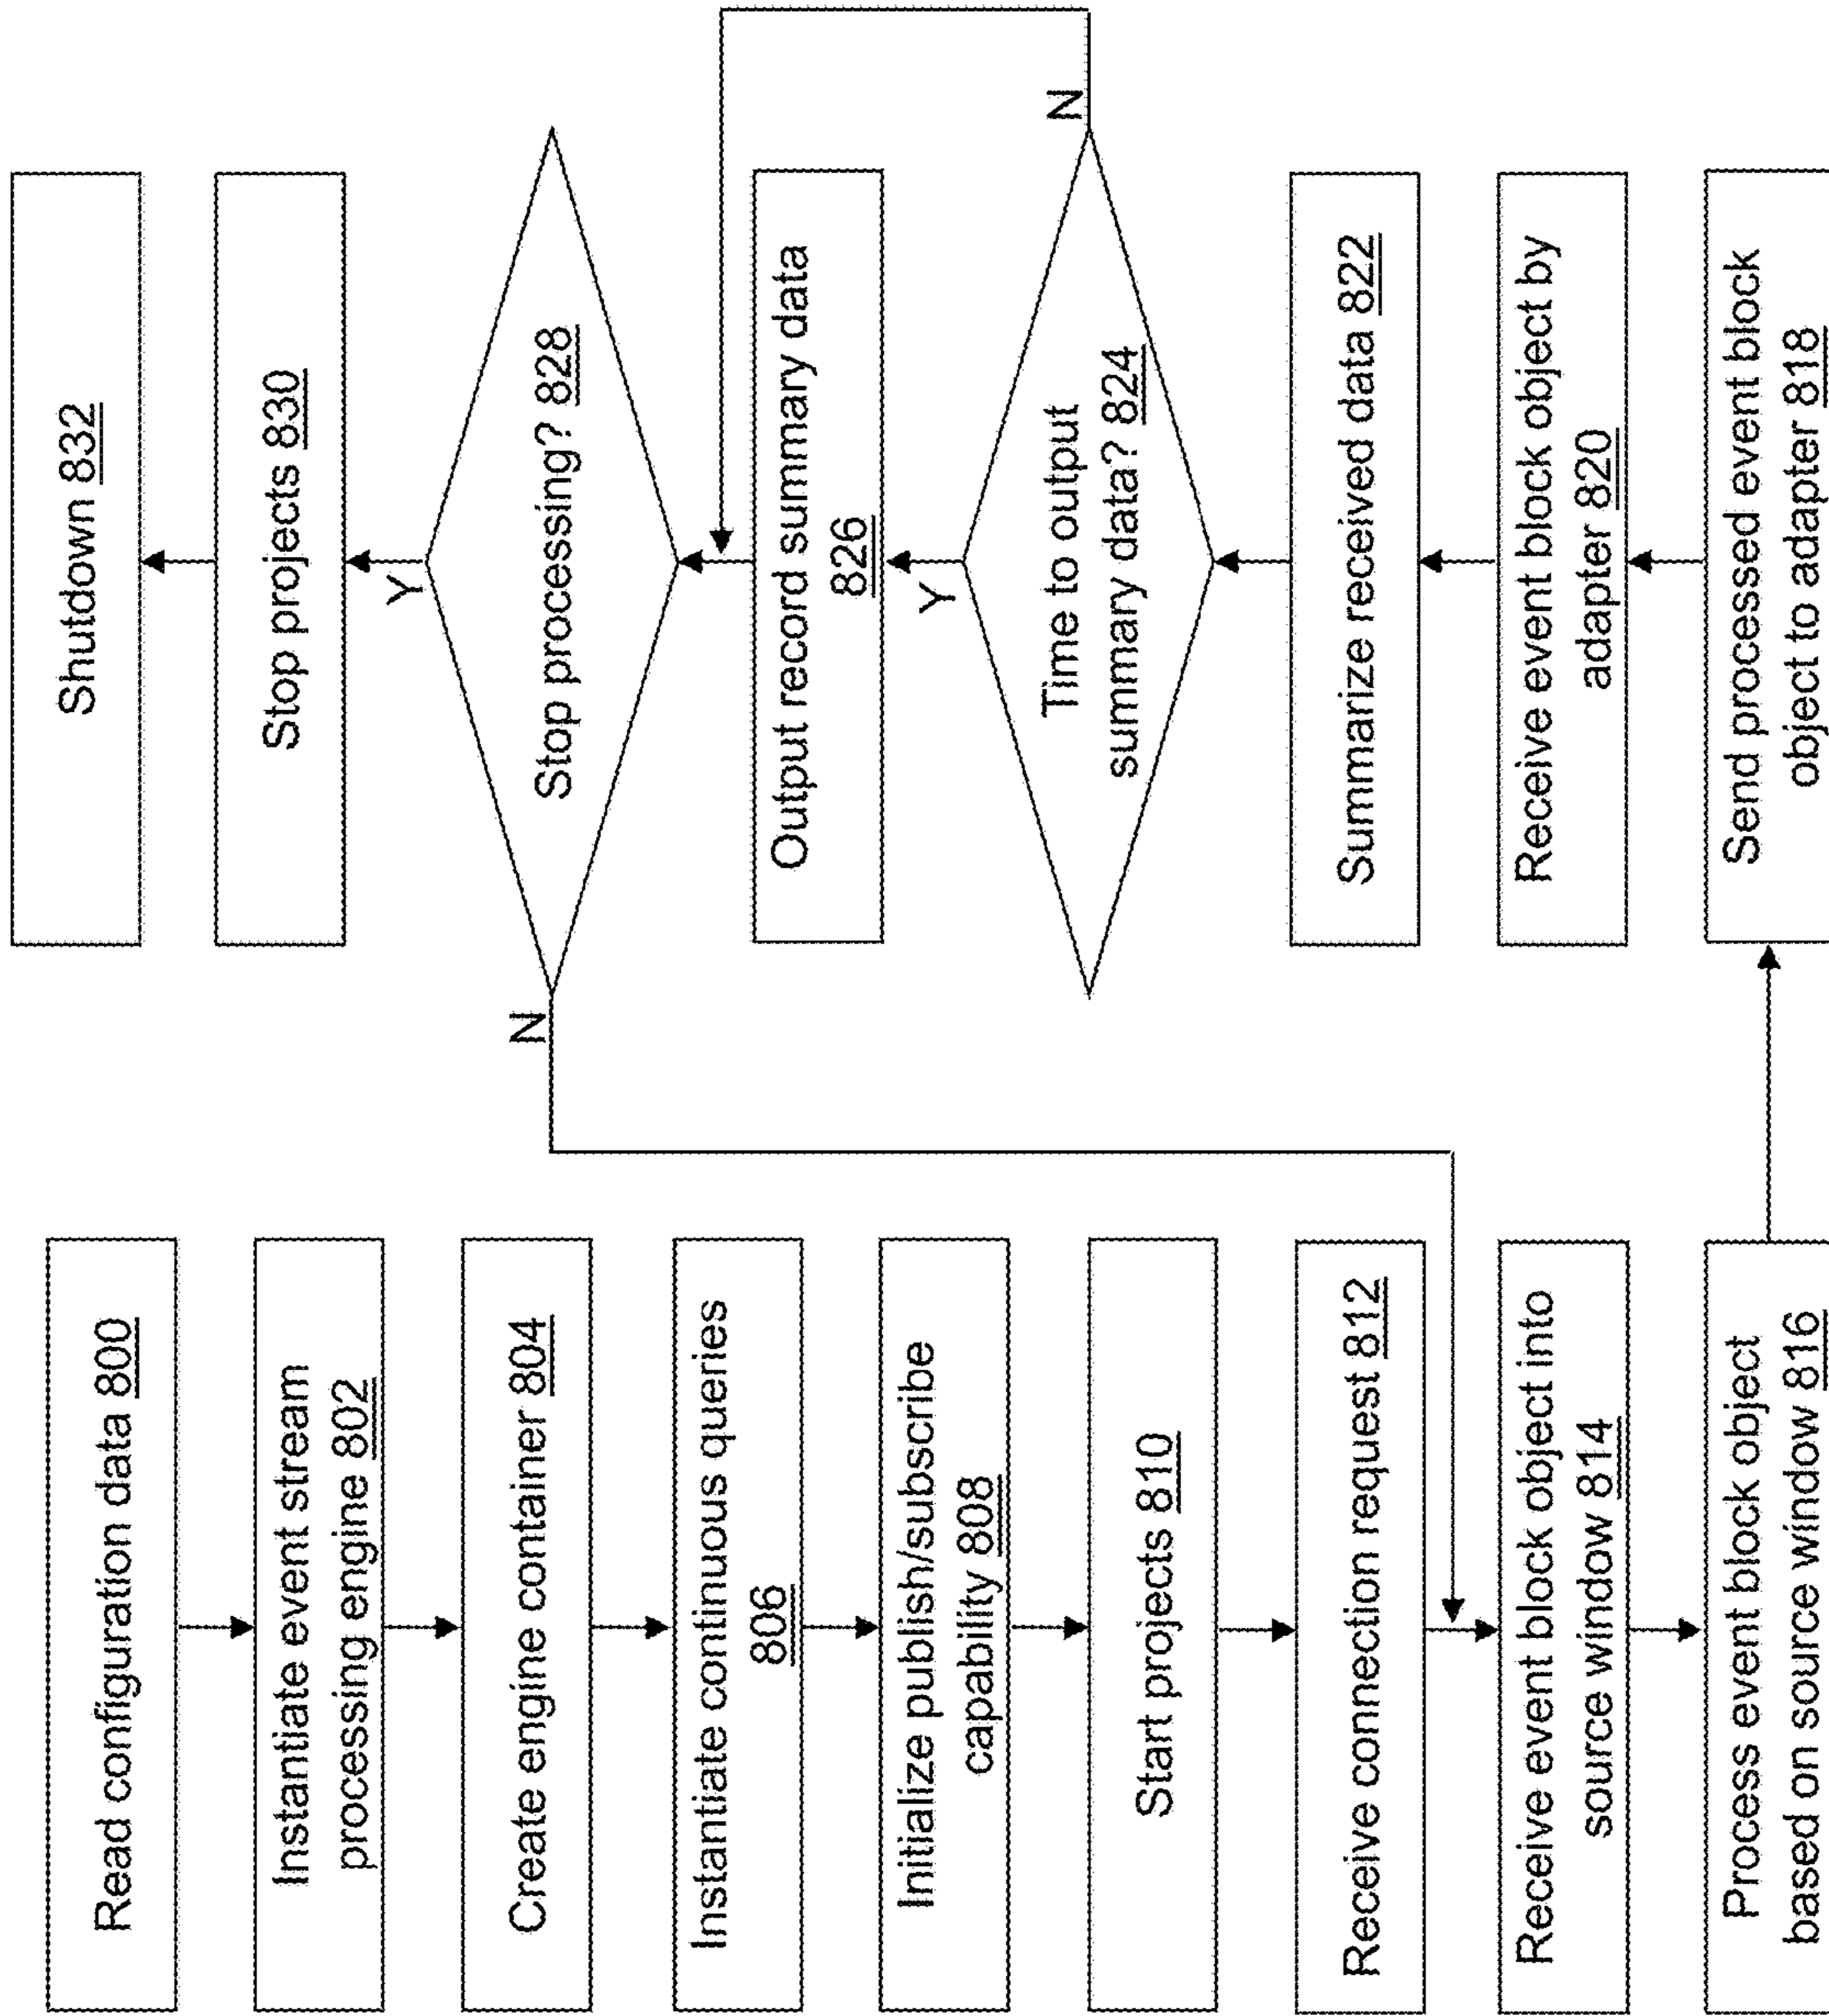 Read configuration data 800
Instantiate event stream
processing engine 802
Create engine container 804
Instantiate continuous queries
806
Initialize publish/subscribe
capability 808
Start projects 810
Receive connection request 812
Receive event block object into
source window 814
Process event block object
based on source window 816
Send processed event block
object to adapter 818
Receive event block object by
adapter 820
Summarize received data 822
Time to output
summary data? 824
Y
N
Output record summary data
826
Stop processing? 828
N
Y
Stop projects 830
Shutdown 832